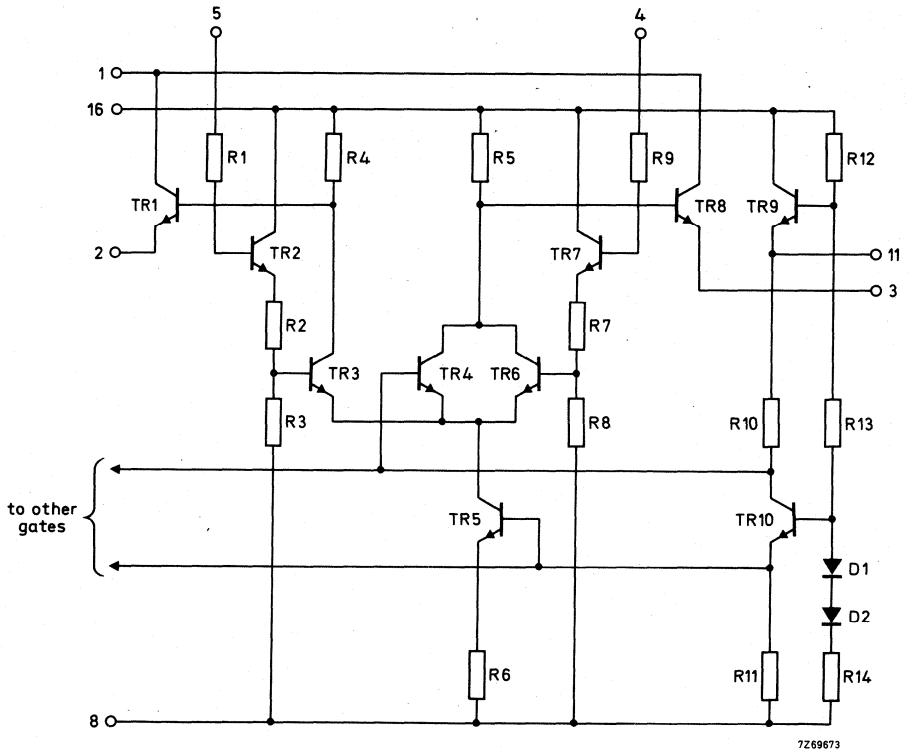 5
4
1
16
R1
R4
R5
R9
R12
TR1
TR8
TR9
2
TR2
TR7
11
3
R2
R7
TR3
TR4
TR6
R3
R8
R10
R13
to other
gates
TR5
TR10
D1
D2
R6
R11
R14
8
7Z69673